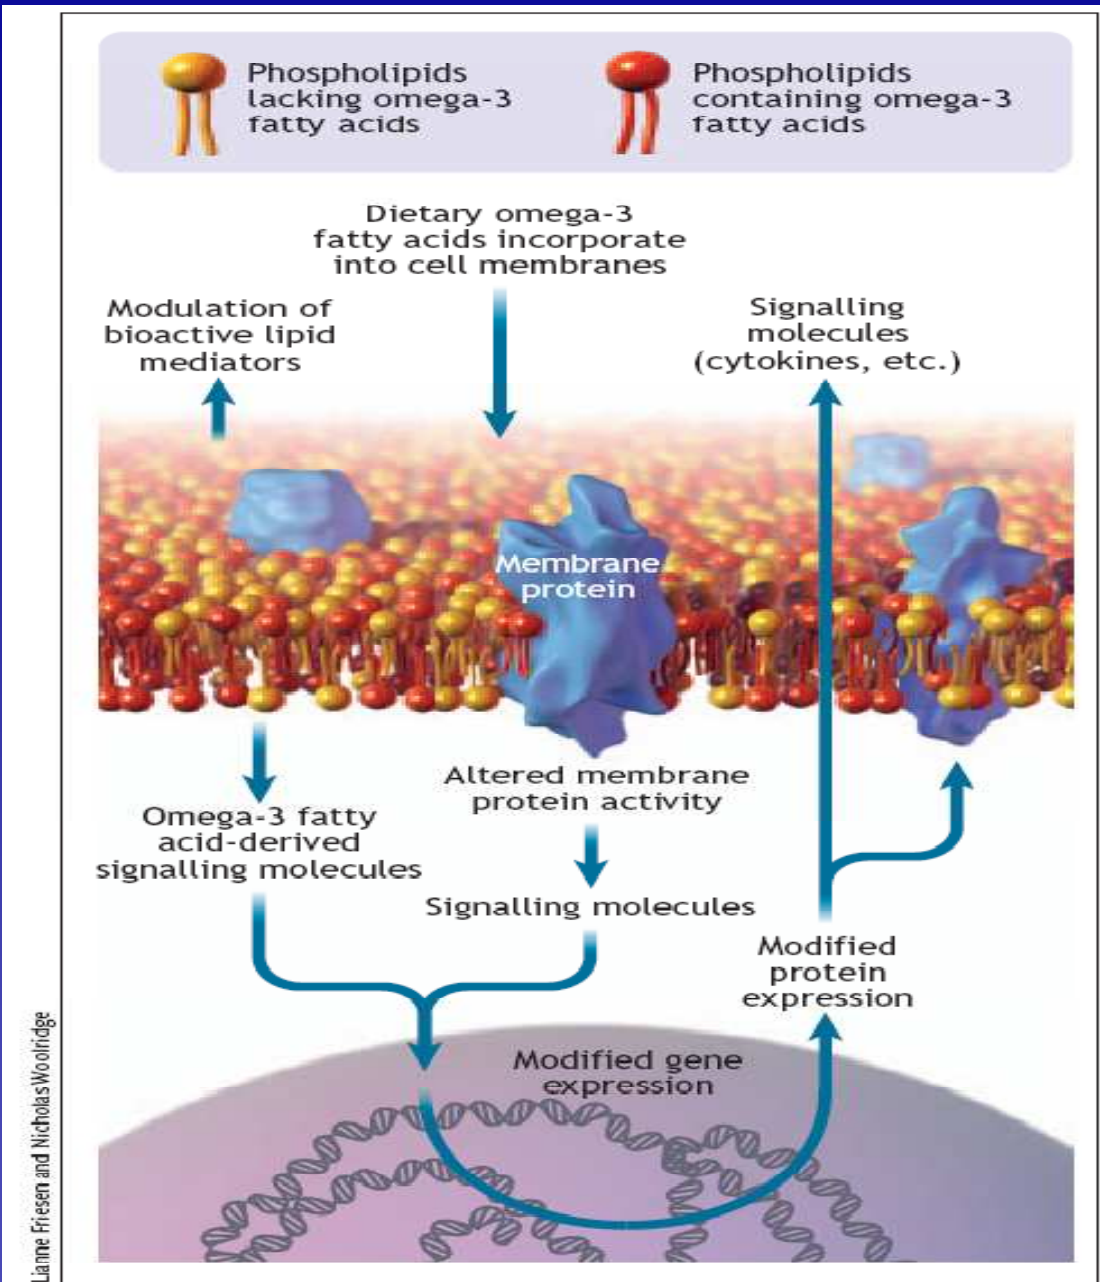 Phospholipids
lacking omega-3
fatty acids
Phospholipids
containing omega-3
fatty acids
Dietary omega-3
fatty acids incorporate
into cell membranes
Modulation of
bioactive lipid
mediators
Signalling
molecules
(cytokines, etc.)
Membrane
protein
Altered membrane
protein activity
Omega-3 fatty
acid-derived
signalling molecules
Signalling molecules
Modified
protein
expression
Modified gene
expression
Lianne Friesen and Nicholas Woolridge